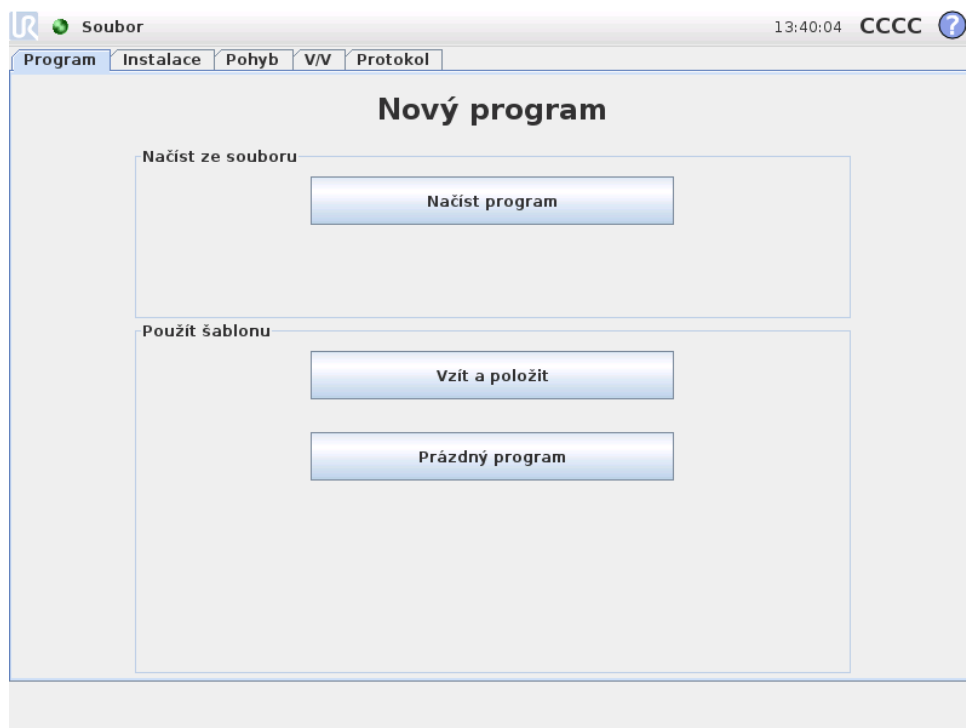 UR Soubor 13:40:04 CCCC ?
Program Instalace Pohyb V/V Protokol
Nový program
Načíst ze souboru
Načíst program
Použít šablonu
Vzít a položit
Prázdný program